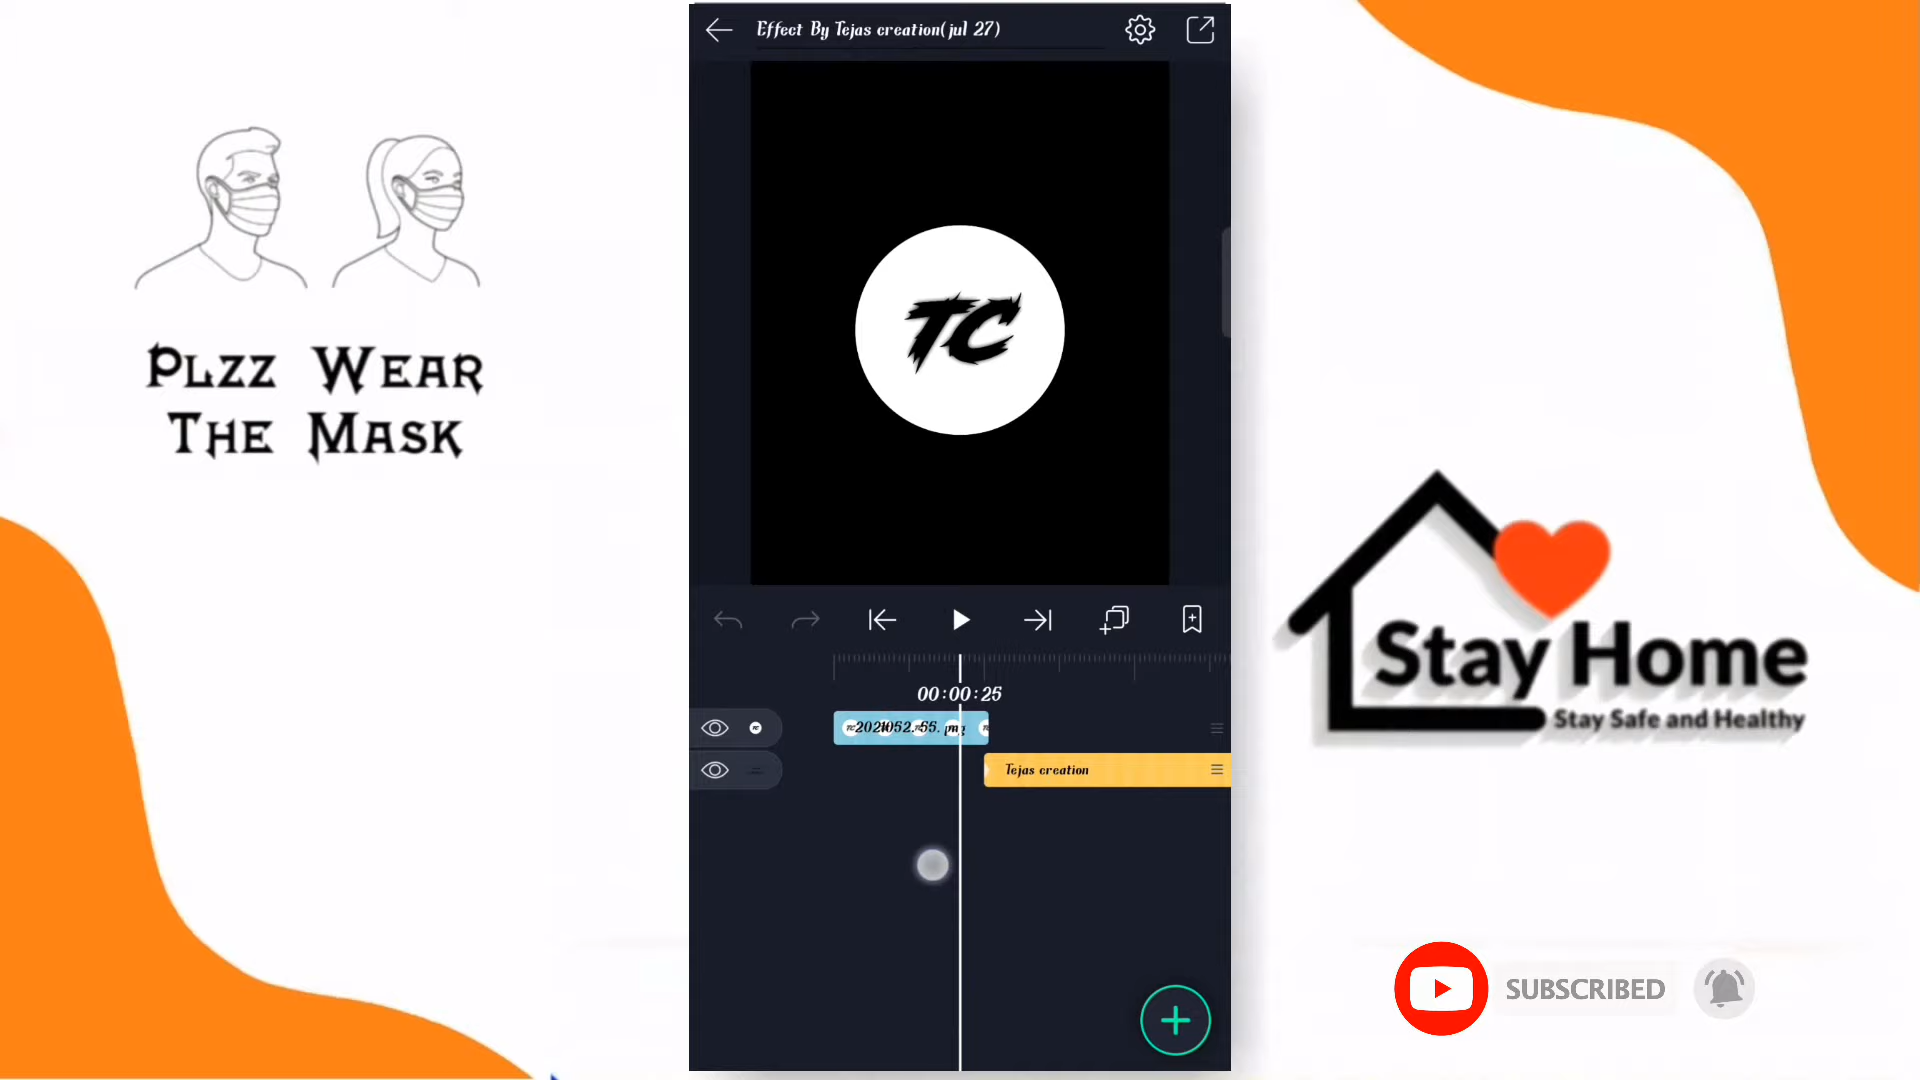 Effect By Tejas creation(jul 27)
TC
PLZZ WEAR
THE MASK
00:00:25
Tejas creation
Stay Home
Stay Safe and Healthy
SUBSCRIBED